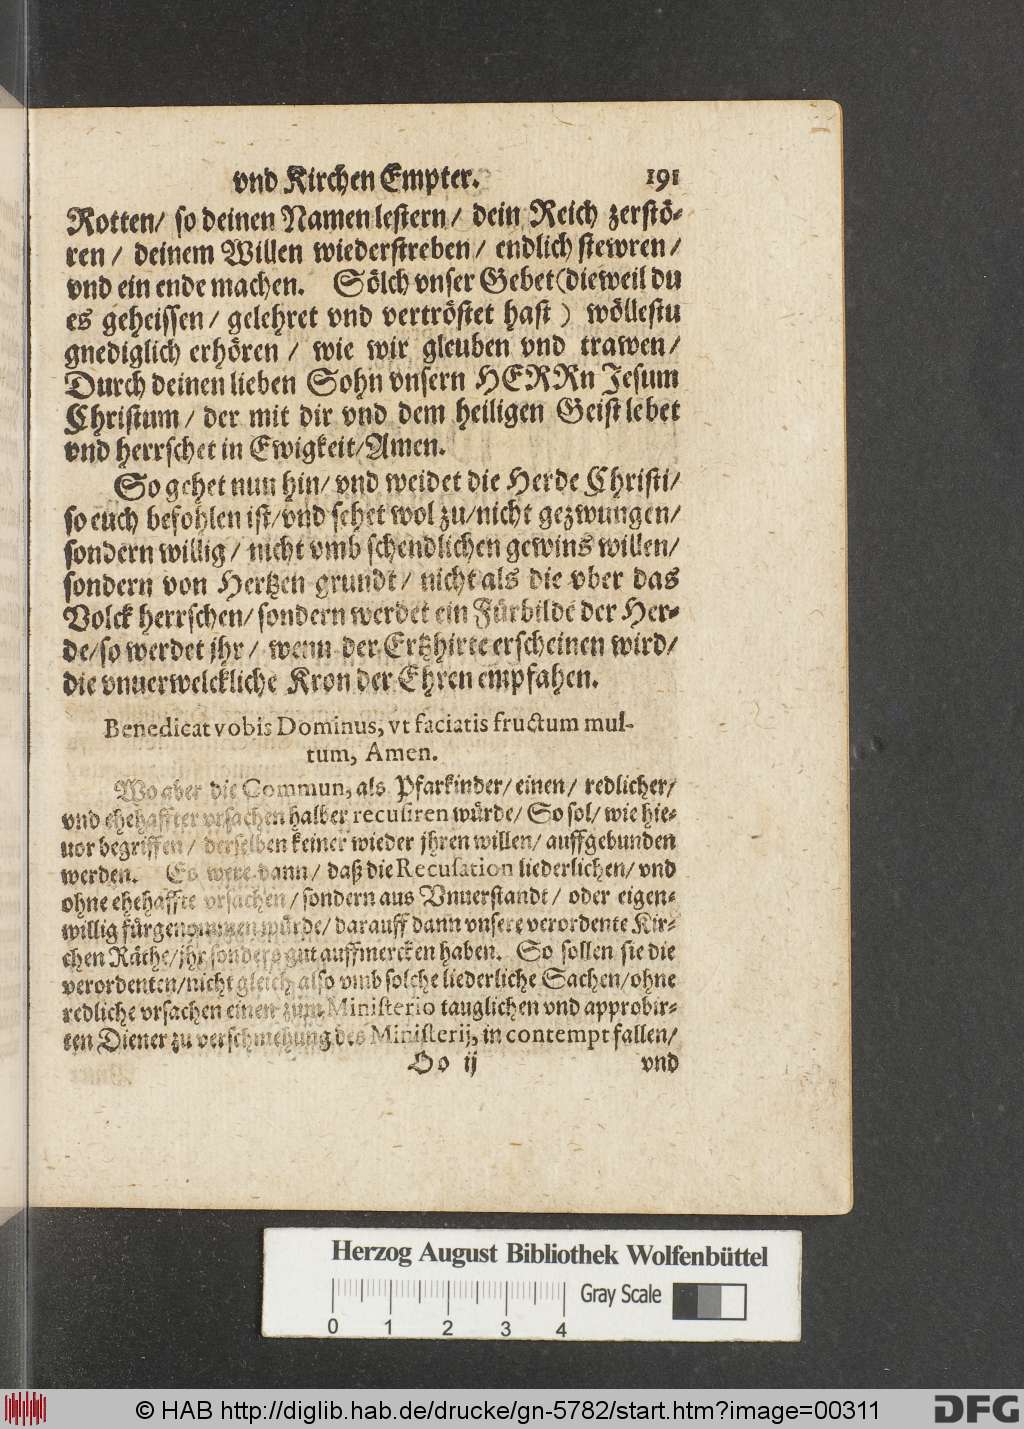 vnd Kirchen Empter. 191
Rotten/ so deinen Namen lestern/ dein Reich zerstö-
ren/ deinem Willen wiederstreben/ endlich stewren/
vnd ein ende machen. Sölch vnser Gebet (dieweil du
es geheissen/ gelehret vnd vertröstet hast) wöllestu
gnediglich erhören/ wie wir gleuben vnd trawen/
Durch deinen lieben Sohn vnsern HERRn Jesum
Christum/ der mit dir vnd dem heiligen Geist lebet
vnd herrschet in Ewigkeit/ Amen.
So gehet nun hin/ vnd weidet die Herde Christi/
so euch befohlen ist/ vnd sehet wol zu/ nicht gezwungen/
sondern willig/ nicht vmb schendlichen gewins willen/
sondern von Hertzen grundt/ nicht als die vber das
Volck herrschen/ sondern werdet ein Fürbilde der Her-
de/ so werdet jhr/ wenn der Ertzhirte erscheinen wird/
die vnuerwelckliche Kron der Ehren empfahen.
Benedicat vobis Dominus, vt faciatis fructum mul-
tum, Amen.
Wo aber die Commun, als Pfarkinder/ einen/ redlicher/
vnd ehehaffter vrsachen halber recusiren würde/ So sol/ wie hie-
uor begriffen/ derselben keiner wieder jhren willen/ auffgebunden
werden. Es were dann/ daß die Recusation liederlichen/ vnd
ohne ehehaffte vrsachen/ sondern aus Vnuerstandt/ oder eigen-
willig fürgenommen würde/ darauff dann vnsere verordente Kir-
chen Räthe/ jhr sonders gut auffmercken haben. So sollen sie die
verordenten/ nicht gleich also vmb solche liederliche Sachen/ ohne
redliche vrsachen einen zum Ministerio tauglichen vnd approbir-
ten Diener zu verschmehung des Ministerij, in contempt fallen/
Oo ij vnd
Herzog August Bibliothek Wolfenbüttel
Gray Scale
0 1 2 3 4
© HAB http://diglib.hab.de/drucke/gn-5782/start.htm?image=00311
DFG